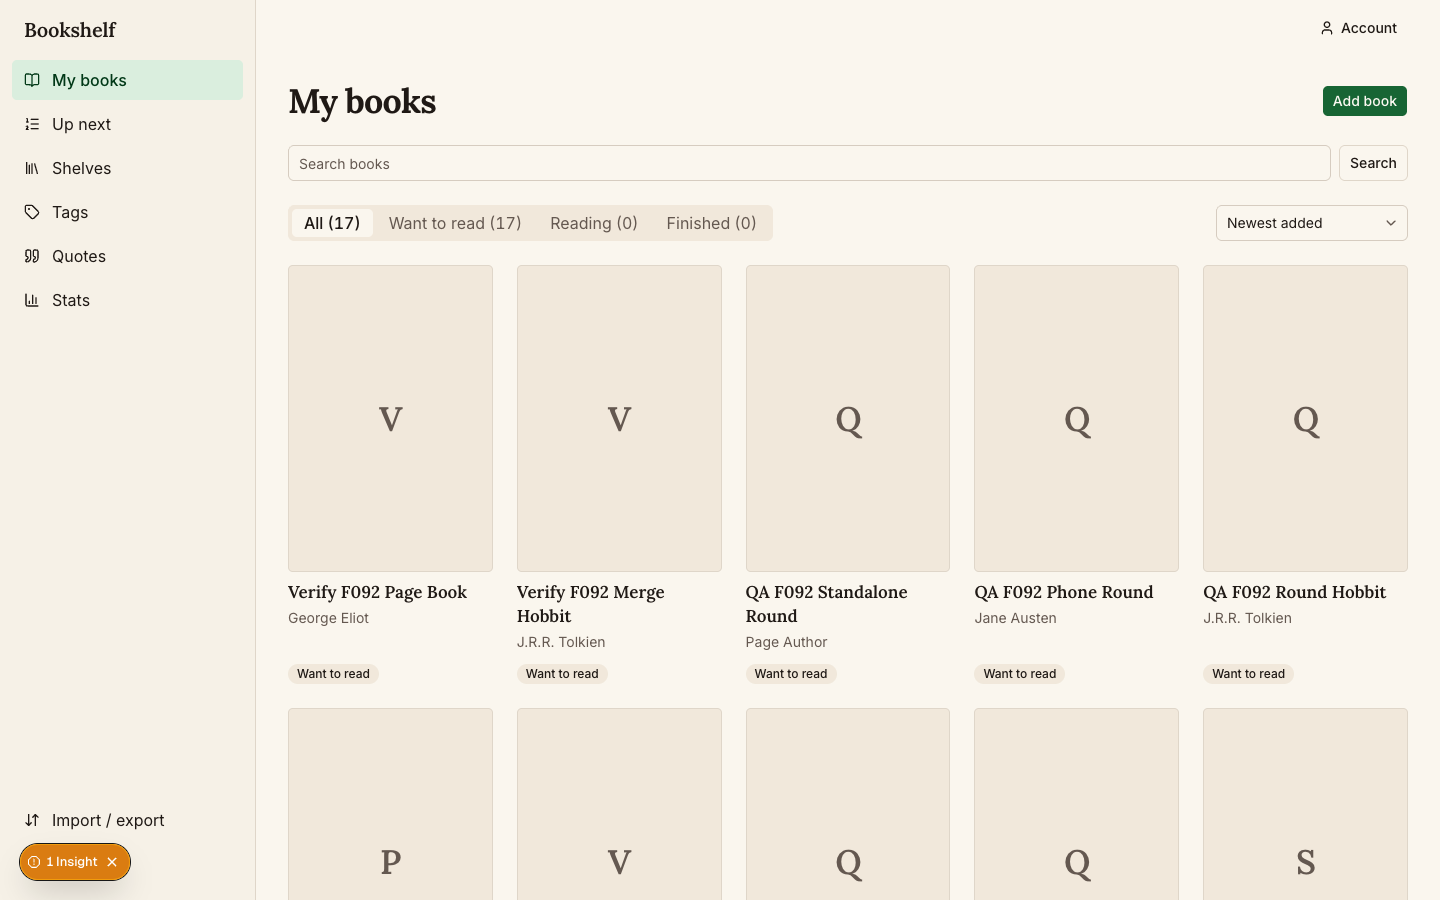 Bookshelf
My books
Up next
Shelves
Tags
Quotes
Stats
Import / export
1 Insight
Account
My books
Add book
Search books
Search
All (17)
Want to read (17)
Reading (0)
Finished (0)
Newest added
V
Verify F092 Page Book
George Eliot
Want to read
V
Verify F092 Merge
Hobbit
J.R.R. Tolkien
Want to read
Q
QA F092 Standalone
Round
Page Author
Want to read
Q
QA F092 Phone Round
Jane Austen
Want to read
Q
QA F092 Round Hobbit
J.R.R. Tolkien
Want to read
P
V
Q
Q
S